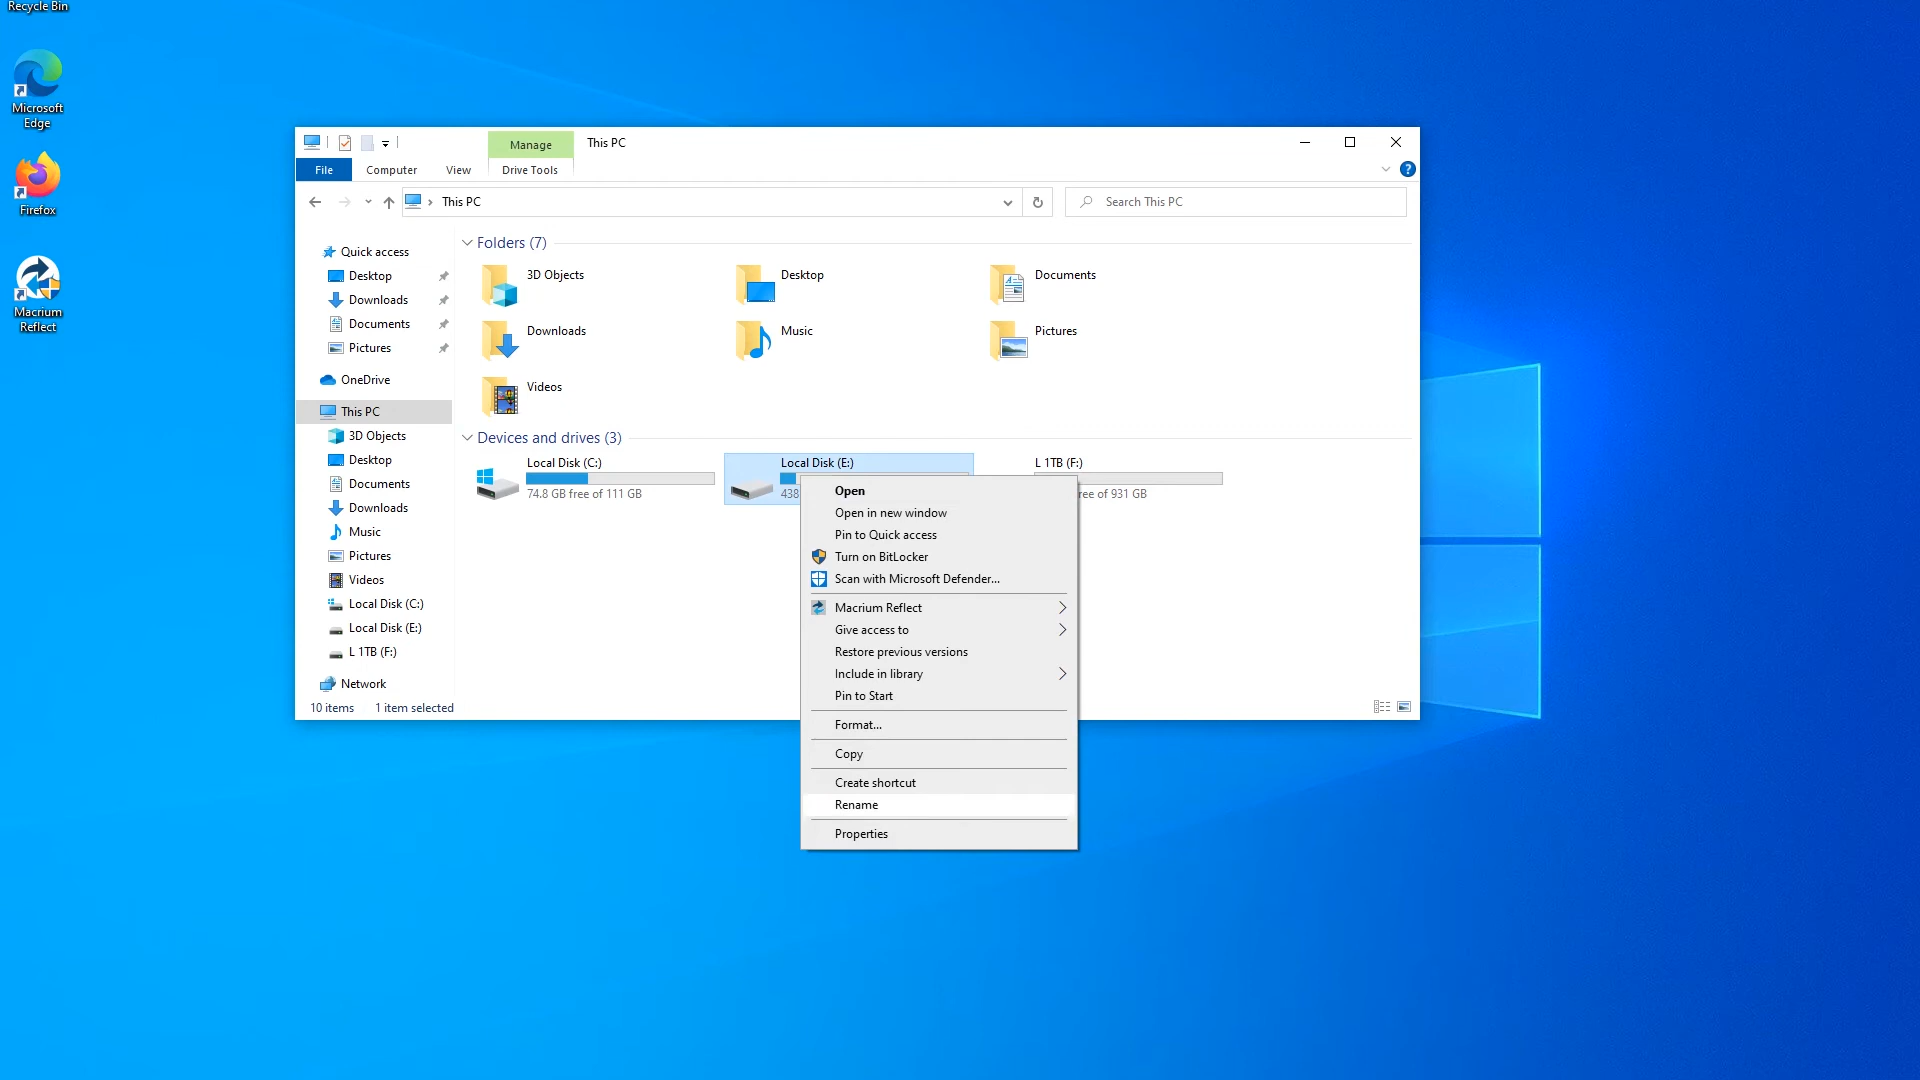 Recycle Bin
Microsoft
Edge
Firefox
Macrium
Reflect
Manage
This PC
File
Computer
View
Drive Tools
This PC
Search This PC
Quick access
Desktop
Downloads
Documents
Pictures
OneDrive
This PC
3D Objects
Desktop
Documents
Downloads
Music
Pictures
Videos
Local Disk (C:)
Local Disk (E:)
L 1TB (F:)
Network
Folders (7)
3D Objects
Desktop
Documents
Downloads
Music
Pictures
Videos
Devices and drives (3)
Local Disk (C:)
74.8 GB free of 111 GB
Local Disk (E:)
438
L 1TB (F:)
ree of 931 GB
Open
Open in new window
Pin to Quick access
Turn on BitLocker
Scan with Microsoft Defender...
Macrium Reflect
Give access to
Restore previous versions
Include in library
Pin to Start
Format...
Copy
Create shortcut
Rename
Properties
10 items
1 item selected